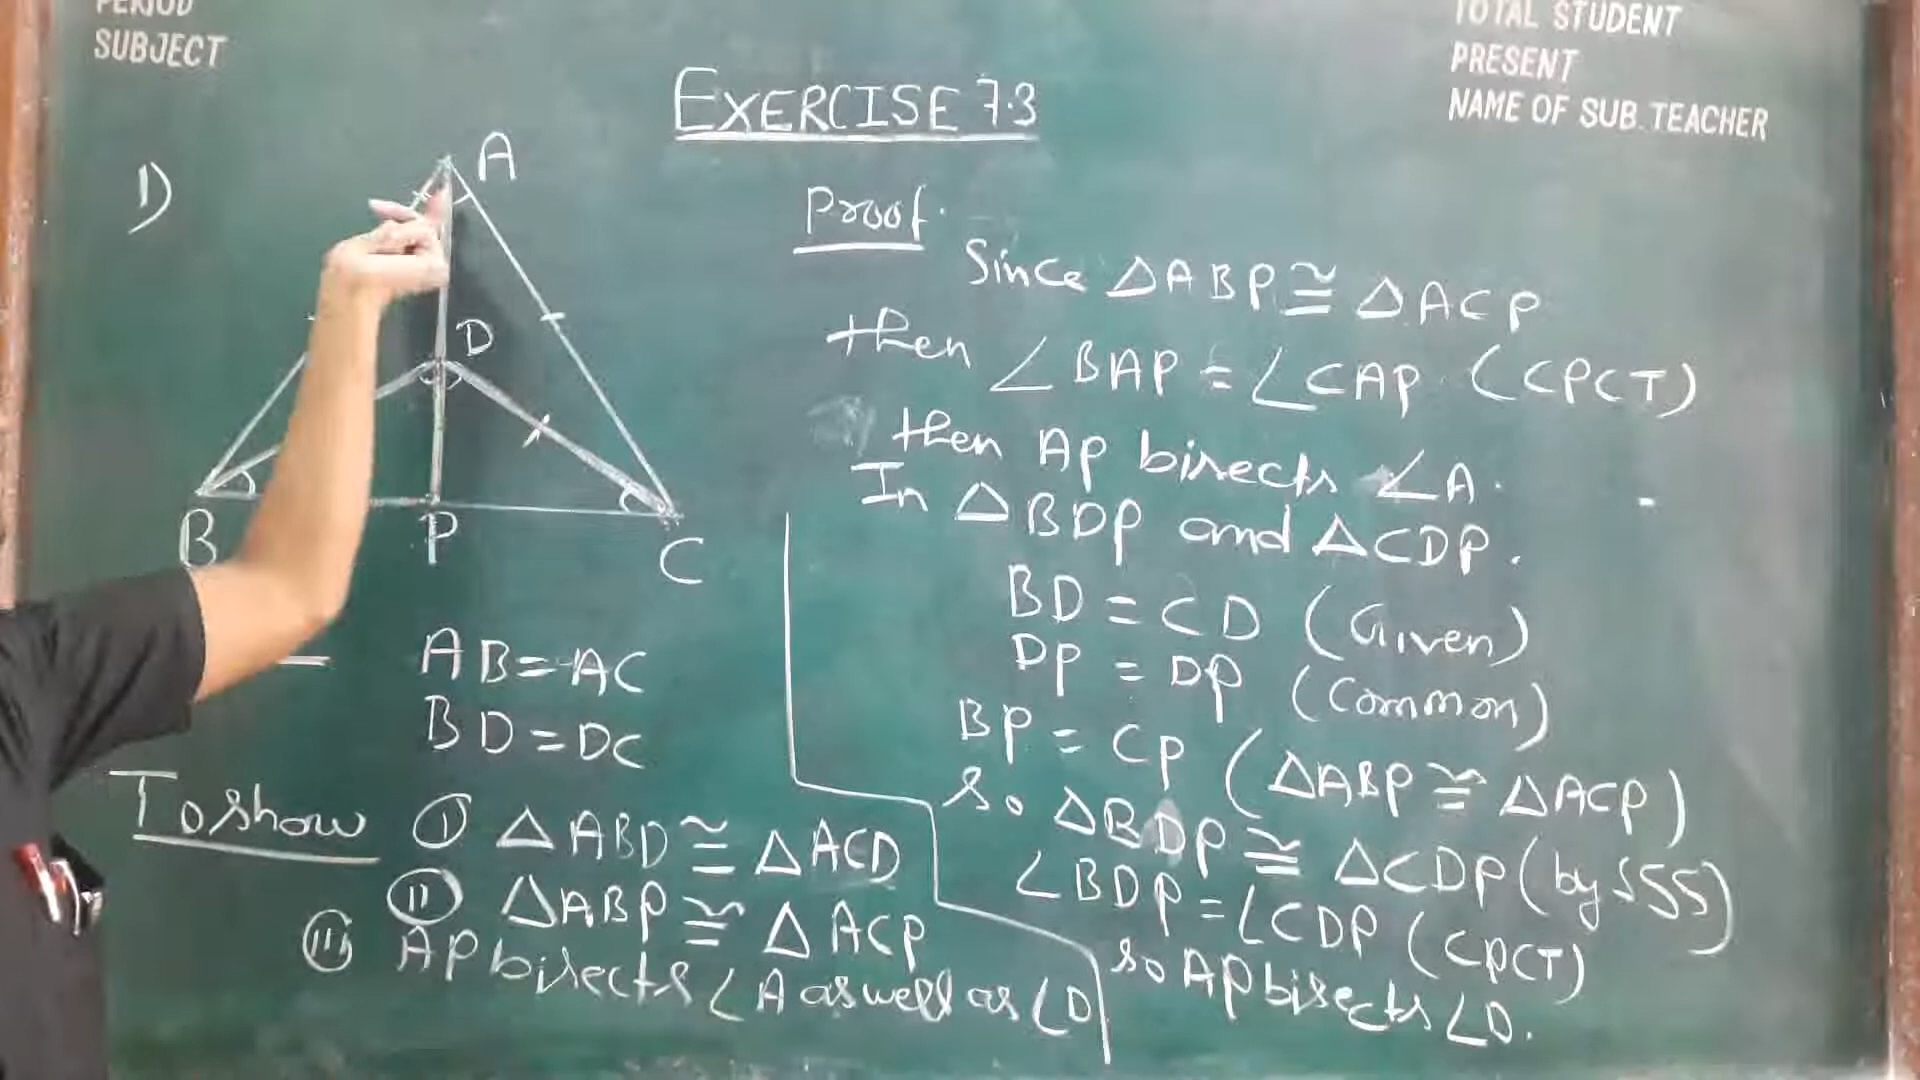 PERIOD
SUBJECT
TOTAL STUDENT
PRESENT
NAME OF SUB. TEACHER
EXERCISE 7.3
1)
A
D
B
P
C
AB=AC
BD=DC
To show (I) △ABD≅△ACD
(II) △ABP≅△ACP
(III) AP bisects ∠A as well as ∠D
Proof.
Since △ABP≅△ACP
then ∠BAP=∠CAP (CPCT)
then AP bisects ∠A.
In △BDP and △CDP.
BD=CD (Given)
DP=DP (Common)
BP=CP (△ABP≅△ACP)
so △BDP≅△CDP (by SSS)
∠BDP=∠CDP (CPCT)
so AP bisects ∠D.